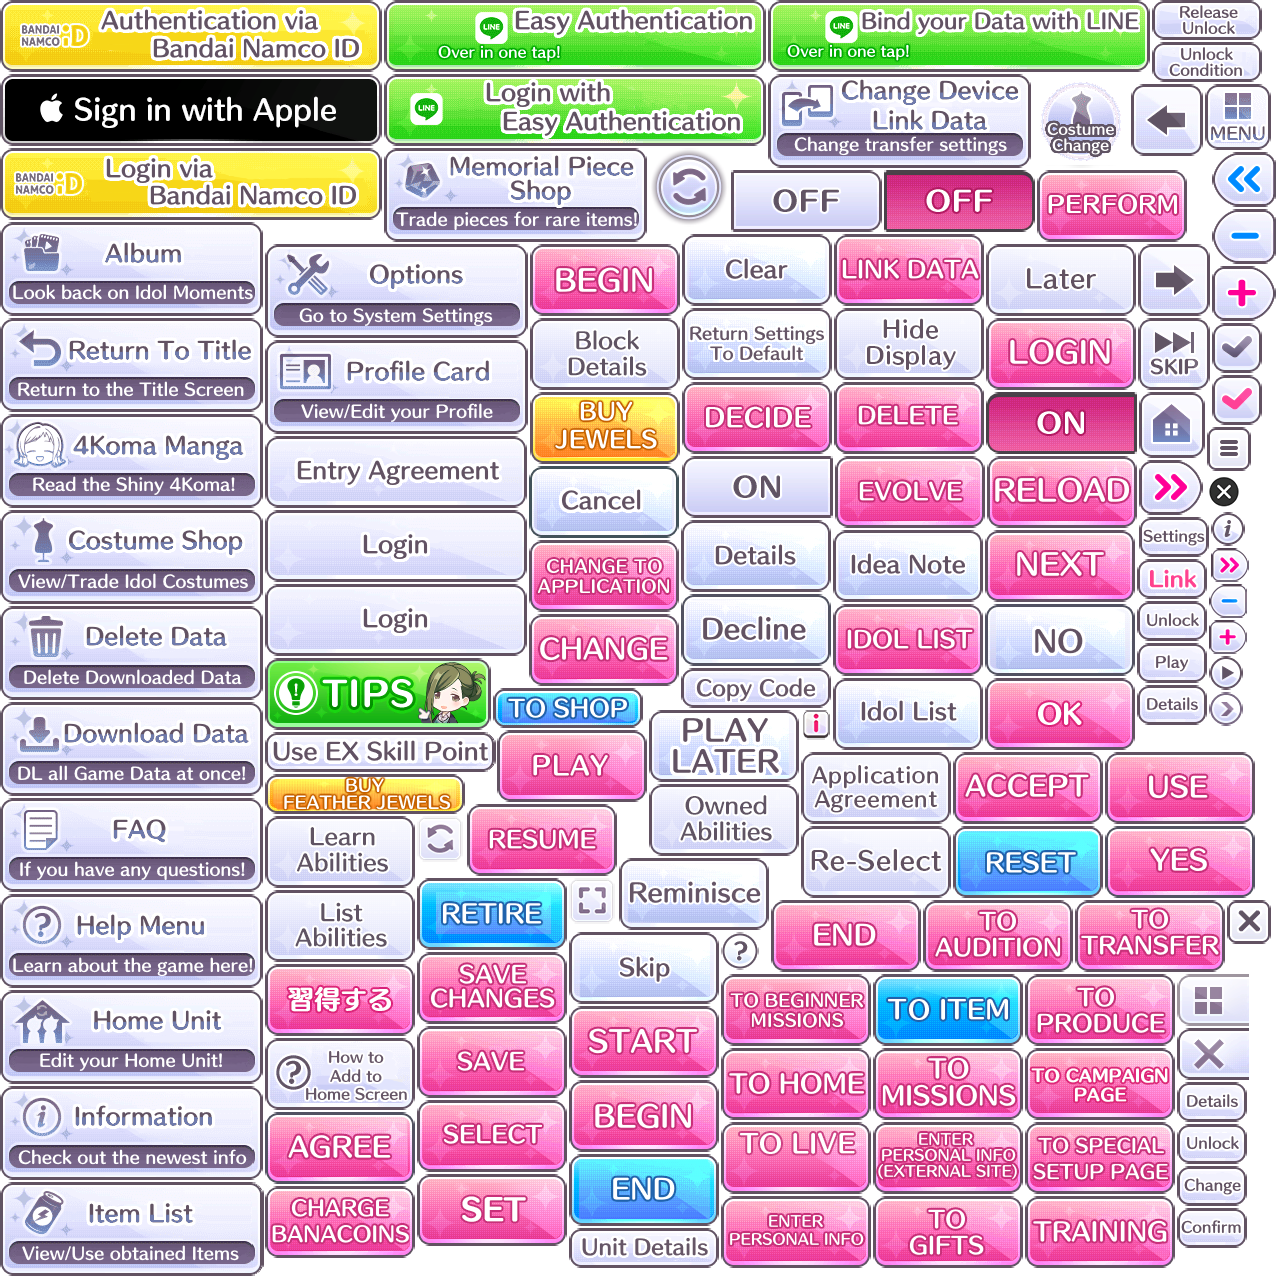 BANDAI NAMCO iD
Authentication via
Bandai Namco ID
LINE
Easy Authentication
Over in one tap!
LINE
Bind your Data with LINE
Over in one tap!
Release
Unlock
Unlock
Condition
Sign in with Apple
LINE
Login with
Easy Authentication
Change Device
Link Data
Change transfer settings
Costume
Change
MENU
BANDAI NAMCO iD
Login via
Bandai Namco ID
Memorial Piece
Shop
Trade pieces for rare items!
OFF
OFF
PERFORM
Album
Look back on Idol Moments
Options
Go to System Settings
BEGIN
Clear
LINK DATA
Later
Return To Title
Return to the Title Screen
Profile Card
View/Edit your Profile
Block
Details
Return Settings
To Default
Hide
Display
LOGIN
SKIP
4Koma Manga
Read the Shiny 4Koma!
Entry Agreement
BUY
JEWELS
DECIDE
DELETE
ON
Cancel
ON
EVOLVE
RELOAD
Costume Shop
View/Trade Idol Costumes
Login
CHANGE TO
APPLICATION
Details
Idea Note
NEXT
Settings
i
Link
Delete Data
Delete Downloaded Data
Login
CHANGE
Decline
IDOL LIST
NO
Unlock
Play
TIPS
TO SHOP
Copy Code
Idol List
OK
Details
Download Data
DL all Game Data at once!
Use EX Skill Point
PLAY
PLAY
LATER
i
Application
Agreement
ACCEPT
USE
BUY
FEATHER JEWELS
FAQ
If you have any questions!
Learn
Abilities
RESUME
Owned
Abilities
Re-Select
RESET
YES
Help Menu
Learn about the game here!
List
Abilities
RETIRE
Reminisce
END
TO
AUDITION
TO
TRANSFER
Skip
?
習得する
SAVE
CHANGES
TO BEGINNER
MISSIONS
TO ITEM
TO
PRODUCE
Home Unit
Edit your Home Unit!
How to
Add to
Home Screen
SAVE
START
TO HOME
TO
MISSIONS
TO CAMPAIGN
PAGE
Details
Information
Check out the newest info
AGREE
SELECT
BEGIN
TO LIVE
ENTER
PERSONAL INFO
(EXTERNAL SITE)
TO SPECIAL
SETUP PAGE
Unlock
Change
Item List
View/Use obtained Items
CHARGE
BANACOINS
SET
END
Unit Details
ENTER
PERSONAL INFO
TO
GIFTS
TRAINING
Confirm